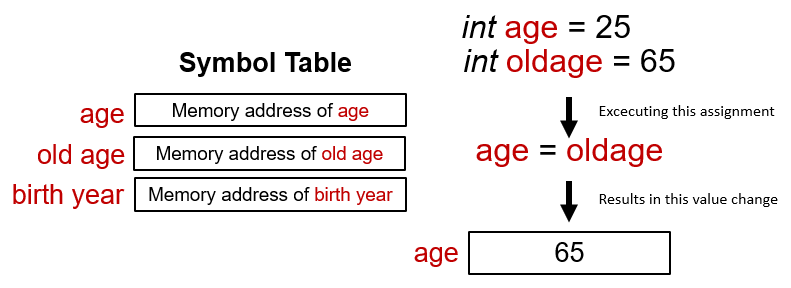 Symbol Table
age Memory address of age
old age Memory address of old age
birth year Memory address of birth year
int age = 25
int oldage = 65
Excecuting this assignment
age = oldage
Results in this value change
age 65